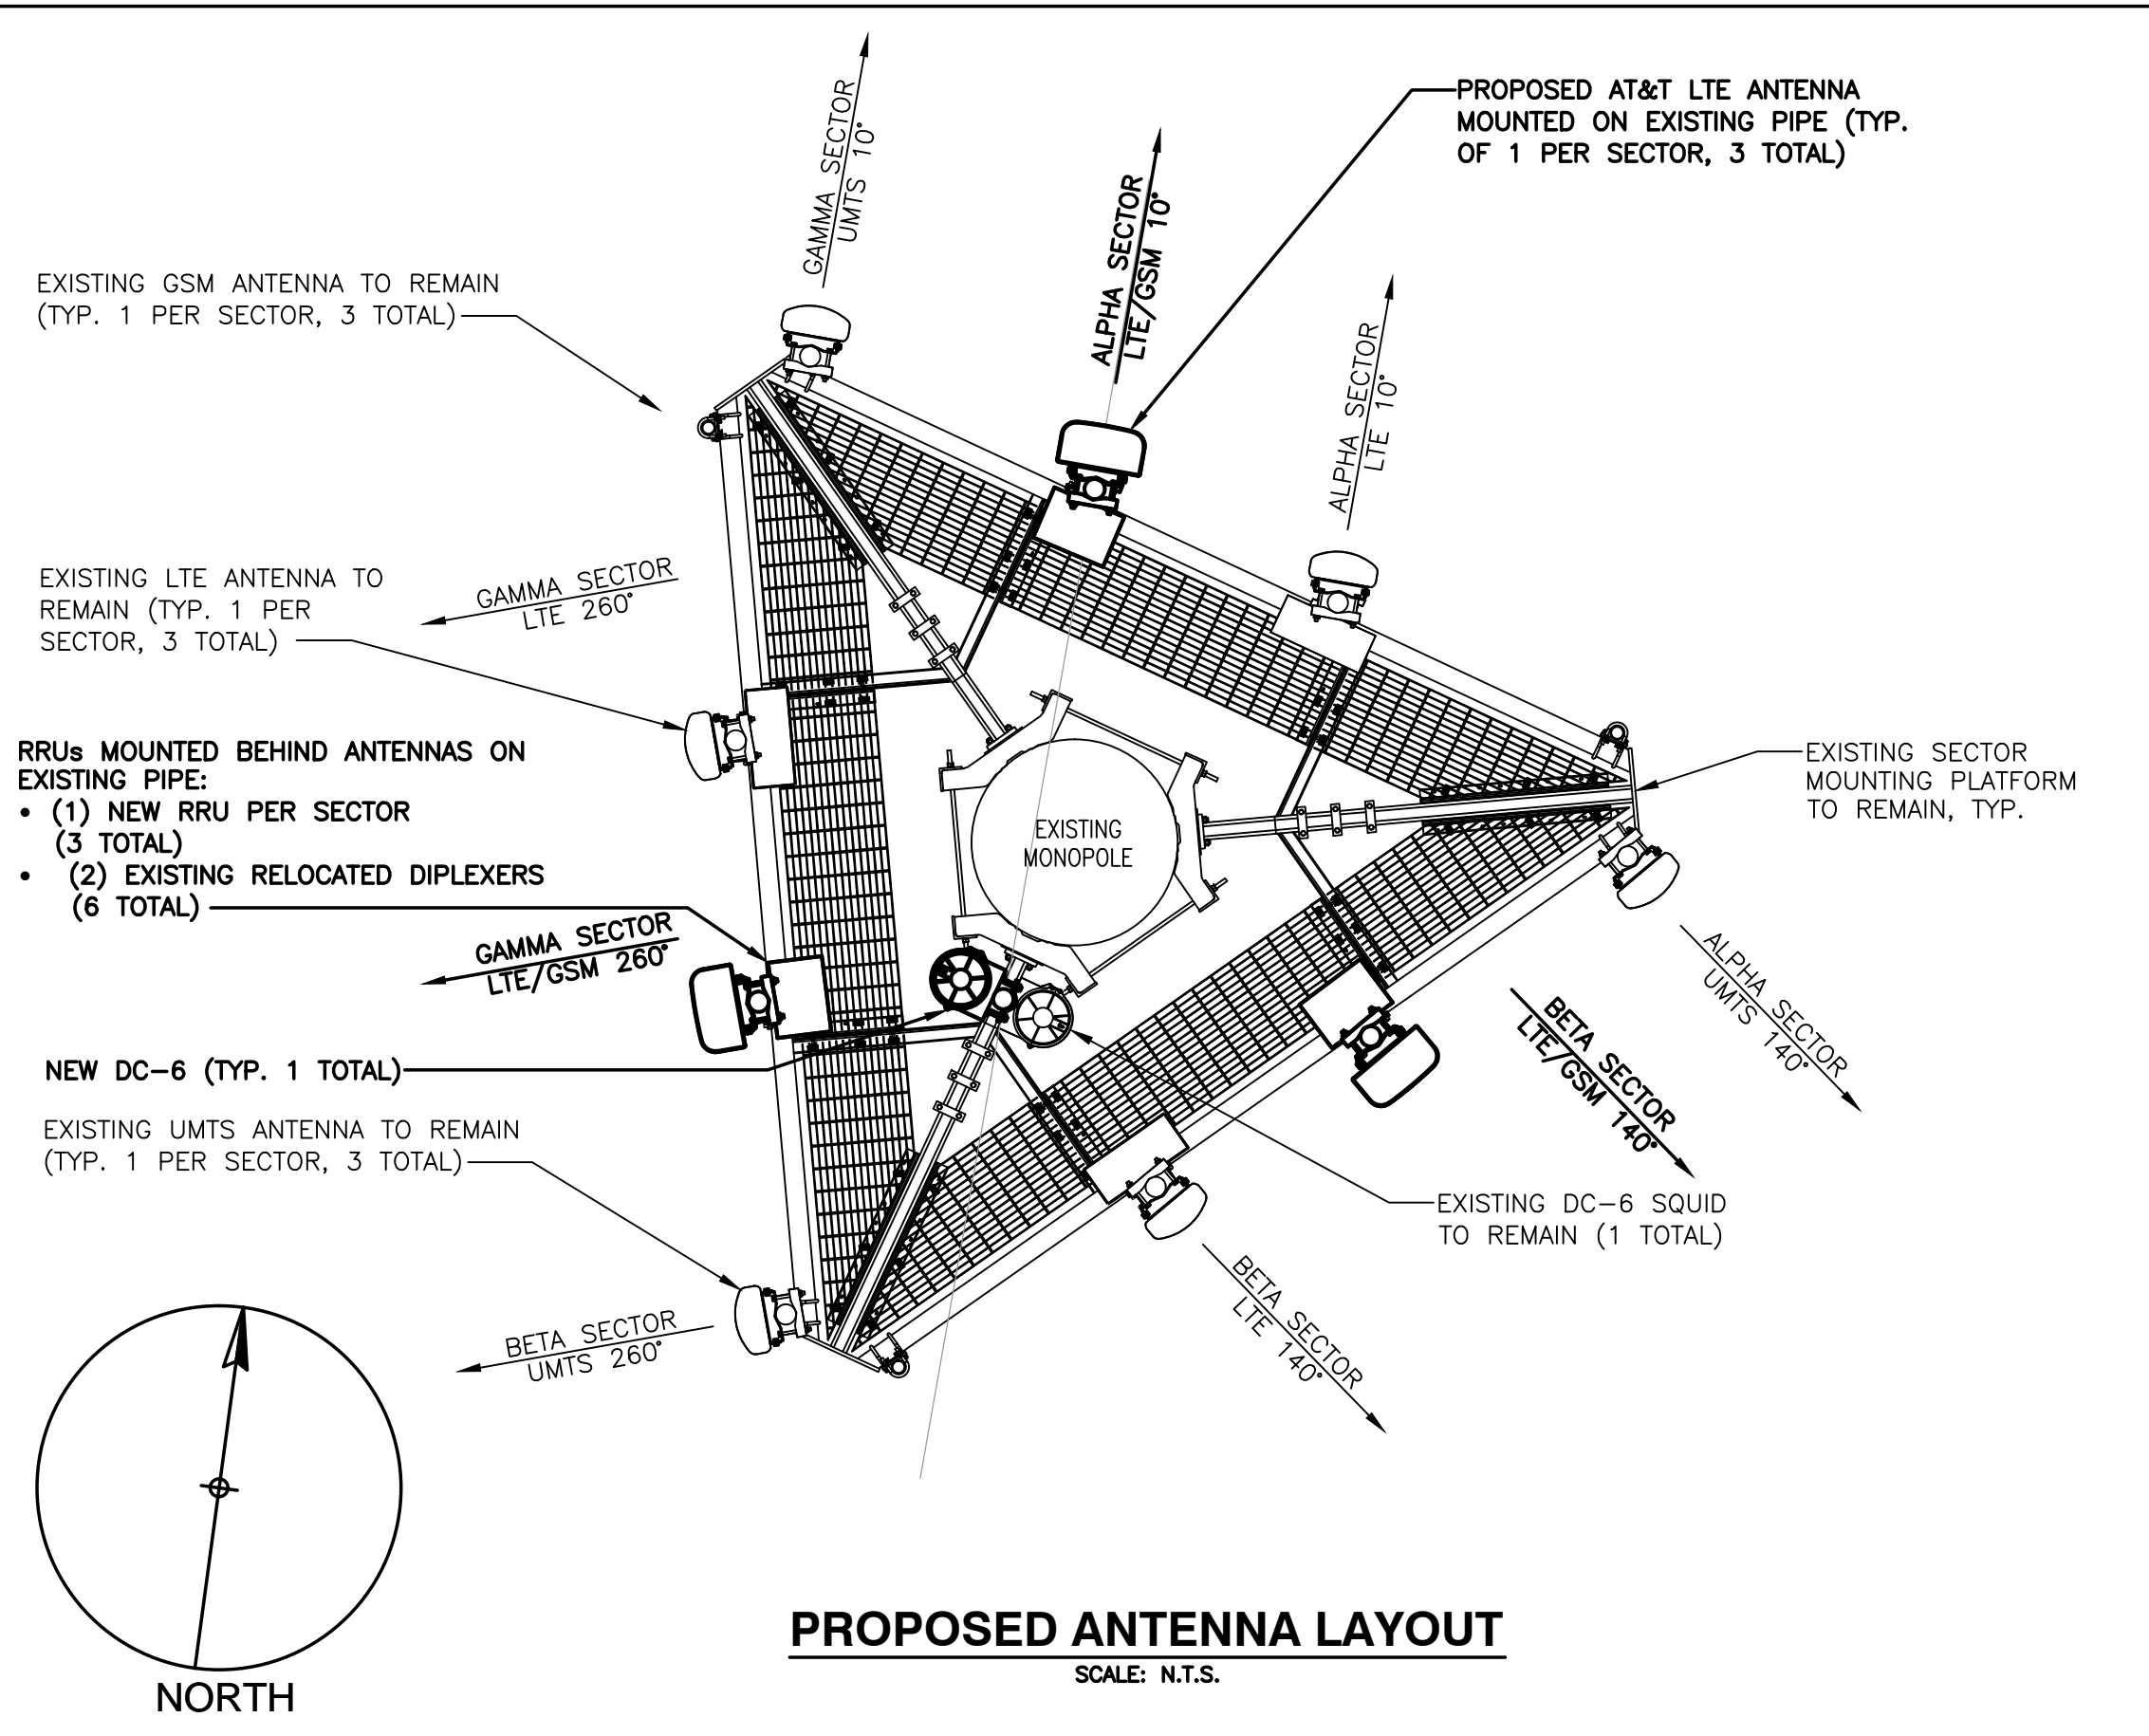 GAMMA SECTOR
UMTS 10°
ALPHA SECTOR
LTE/GSM 10°
ALPHA SECTOR
LTE 10°
PROPOSED AT&T LTE ANTENNA
MOUNTED ON EXISTING PIPE (TYP.
OF 1 PER SECTOR, 3 TOTAL)
EXISTING GSM ANTENNA TO REMAIN
(TYP. 1 PER SECTOR, 3 TOTAL)
EXISTING LTE ANTENNA TO
REMAIN (TYP. 1 PER
SECTOR, 3 TOTAL)
GAMMA SECTOR
LTE 260°
RRUs MOUNTED BEHIND ANTENNAS ON
EXISTING PIPE:
• (1) NEW RRU PER SECTOR
(3 TOTAL)
• (2) EXISTING RELOCATED DIPLEXERS
(6 TOTAL)
EXISTING SECTOR
MOUNTING PLATFORM
TO REMAIN, TYP.
EXISTING
MONOPOLE
GAMMA SECTOR
LTE/GSM 260°
ALPHA SECTOR
UMTS 140°
BETA SECTOR
LTE/GSM 140°
NEW DC-6 (TYP. 1 TOTAL)
EXISTING UMTS ANTENNA TO REMAIN
(TYP. 1 PER SECTOR, 3 TOTAL)
EXISTING DC-6 SQUID
TO REMAIN (1 TOTAL)
BETA SECTOR
LTE 140°
BETA SECTOR
UMTS 260°
NORTH
PROPOSED ANTENNA LAYOUT
SCALE: N.T.S.